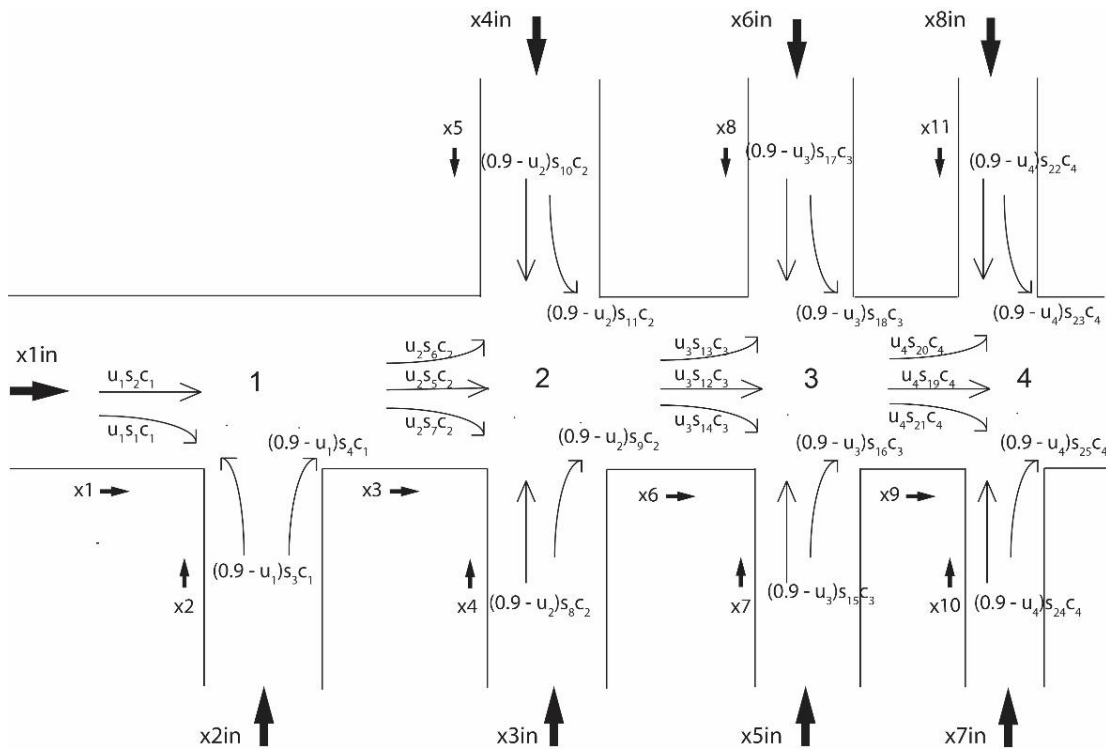 x4in
x6in
x8in
x5
x8
x11
(0.9 - u₂)s₁₀c₂
(0.9 - u₃)s₁₇c₃
(0.9 - u₄)s₂₂c₄
(0.9 - u₂)s₁₁c₂
(0.9 - u₃)s₁₈c₃
(0.9 - u₄)s₂₃c₄
x1in
u₁s₂c₁
u₁s₁c₁
1
u₂s₆c₂
u₂s₅c₂
u₂s₇c₂
2
u₃s₁₃c₃
u₃s₁₂c₃
u₃s₁₄c₃
3
u₄s₂₀c₄
u₄s₁₉c₄
u₄s₂₁c₄
4
(0.9 - u₁)s₄c₁
(0.9 - u₂)s₉c₂
(0.9 - u₃)s₁₆c₃
(0.9 - u₄)s₂₅c₄
x1
x3
x6
x9
x2
(0.9 - u₁)s₃c₁
x4
(0.9 - u₂)s₈c₂
x7
(0.9 - u₃)s₁₅c₃
x10
(0.9 - u₄)s₂₄c₄
x2in
x3in
x5in
x7in